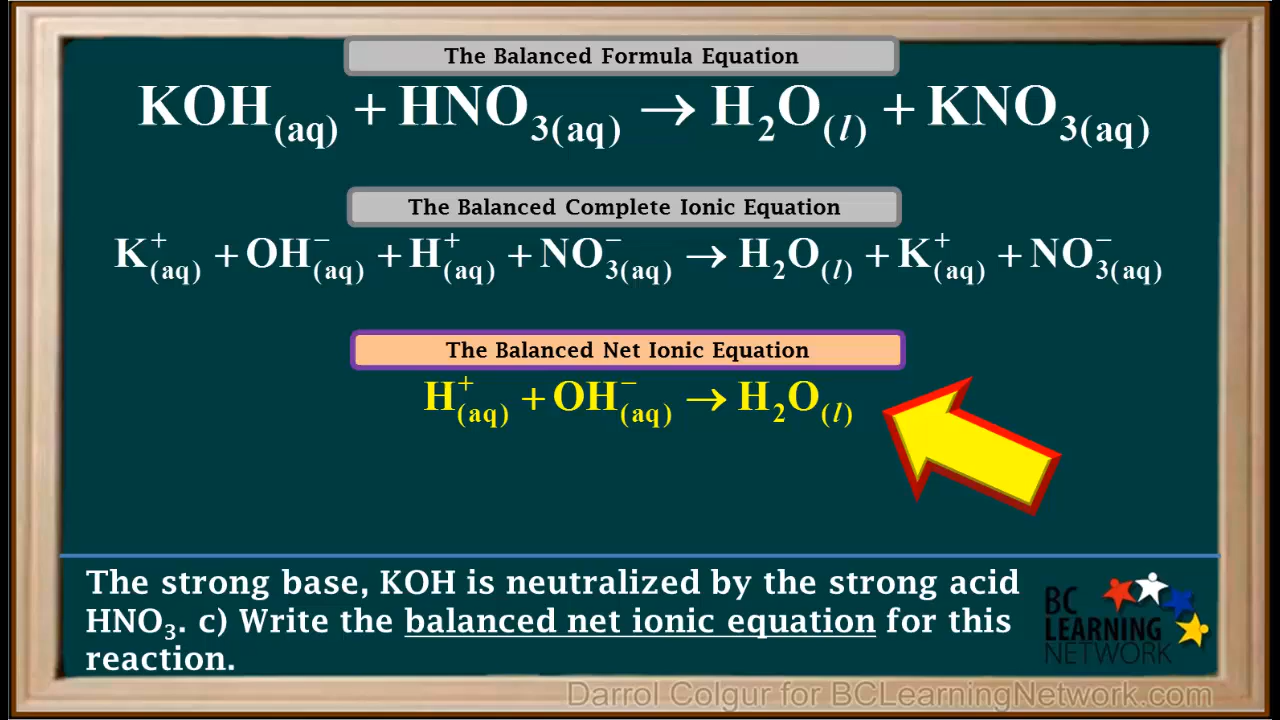 The Balanced Formula Equation
KOH(aq) + HNO₃(aq) → H₂O(l) + KNO₃(aq)
The Balanced Complete Ionic Equation
K⁺(aq) + OH⁻(aq) + H⁺(aq) + NO₃⁻(aq) → H₂O(l) + K⁺(aq) + NO₃⁻(aq)
The Balanced Net Ionic Equation
H⁺(aq) + OH⁻(aq) → H₂O(l)
The strong base, KOH is neutralized by the strong acid
HNO₃. c) Write the balanced net ionic equation for this
reaction.
BC
LEARNING
NETWORK
Darrol Colgur for BCLearningNetwork.com